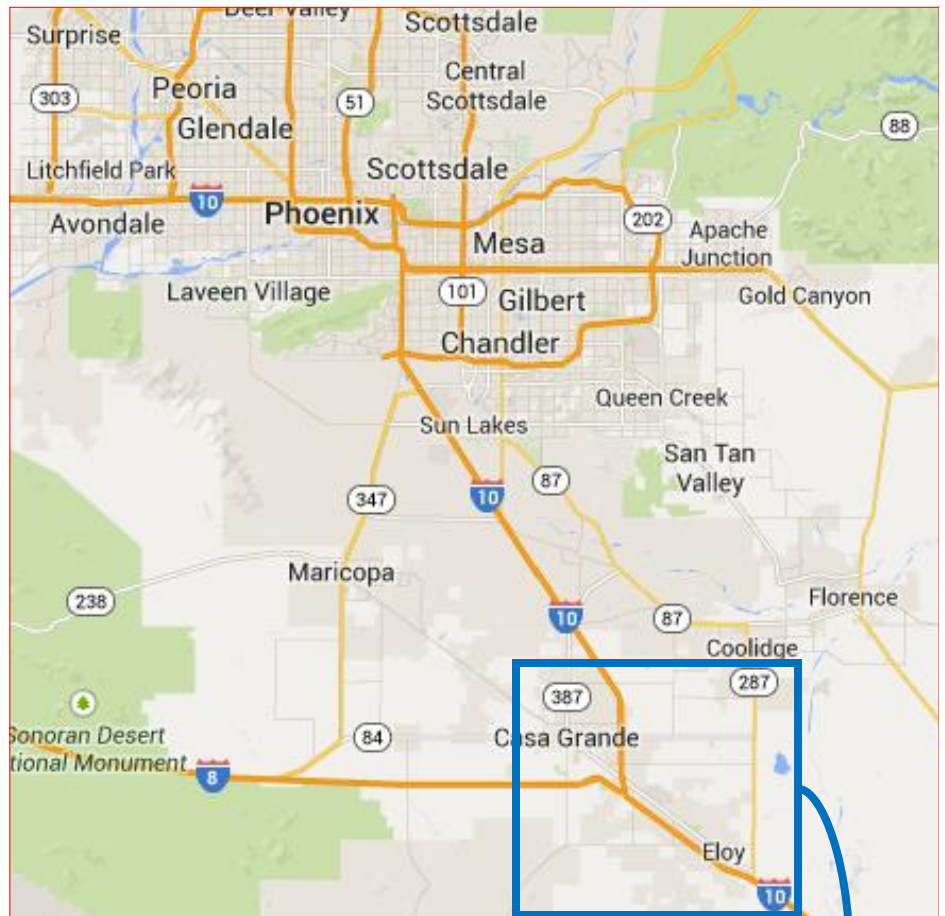 Deer Valley
Surprise
Scottsdale
Peoria
Central
Scottsdale
303
51
Glendale
88
Litchfield Park
Scottsdale
10
Phoenix
Avondale
202
Apache
Junction
Mesa
Laveen Village
101
Gilbert
Gold Canyon
Chandler
Queen Creek
Sun Lakes
San Tan
Valley
87
10
347
Maricopa
238
Florence
10
87
Coolidge
387
287
Sonoran Desert
tional Monument
84
Casa Grande
8
Eloy
10